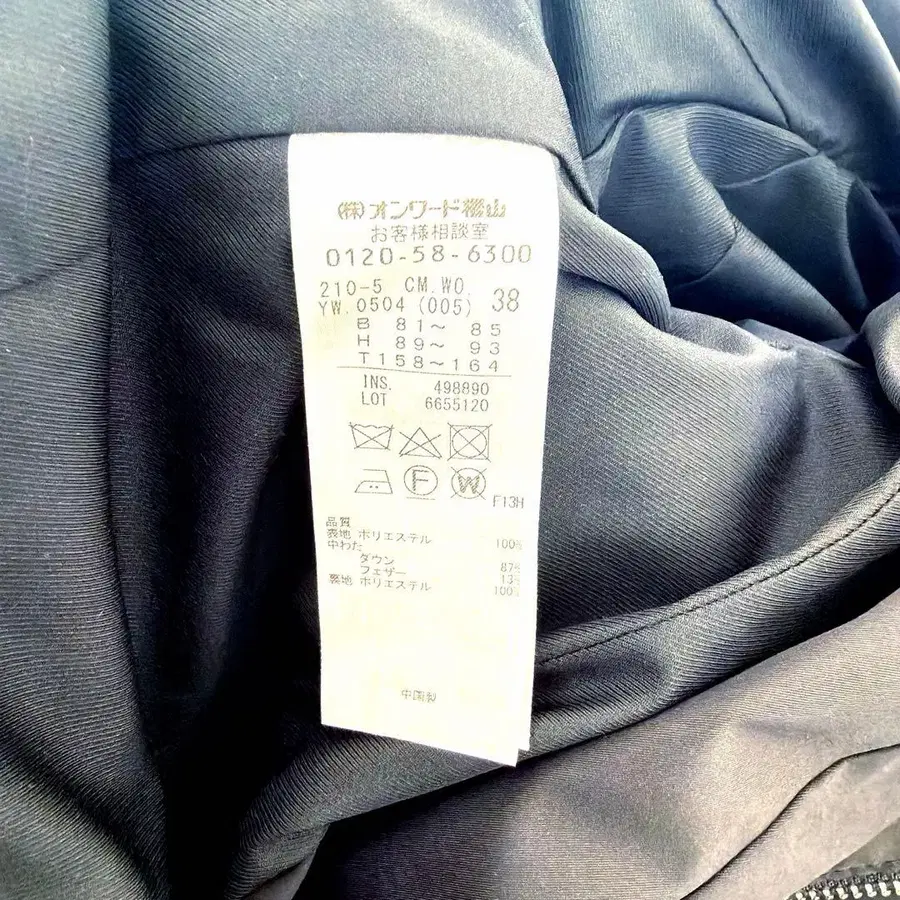 (株)オンワード樫山
お客様相談室
0120-58-6300
210-5 CM.WO.
YW.0504 (005) 38
B 81～ 85
H 89～ 93
T 158～164
INS. 498890
LOT 6655120
F
W
F13H
品質
表地 ポリエステル 100%
中わた
ダウン 87%
フェザー 13%
裏地 ポリエステル 100%
中国製